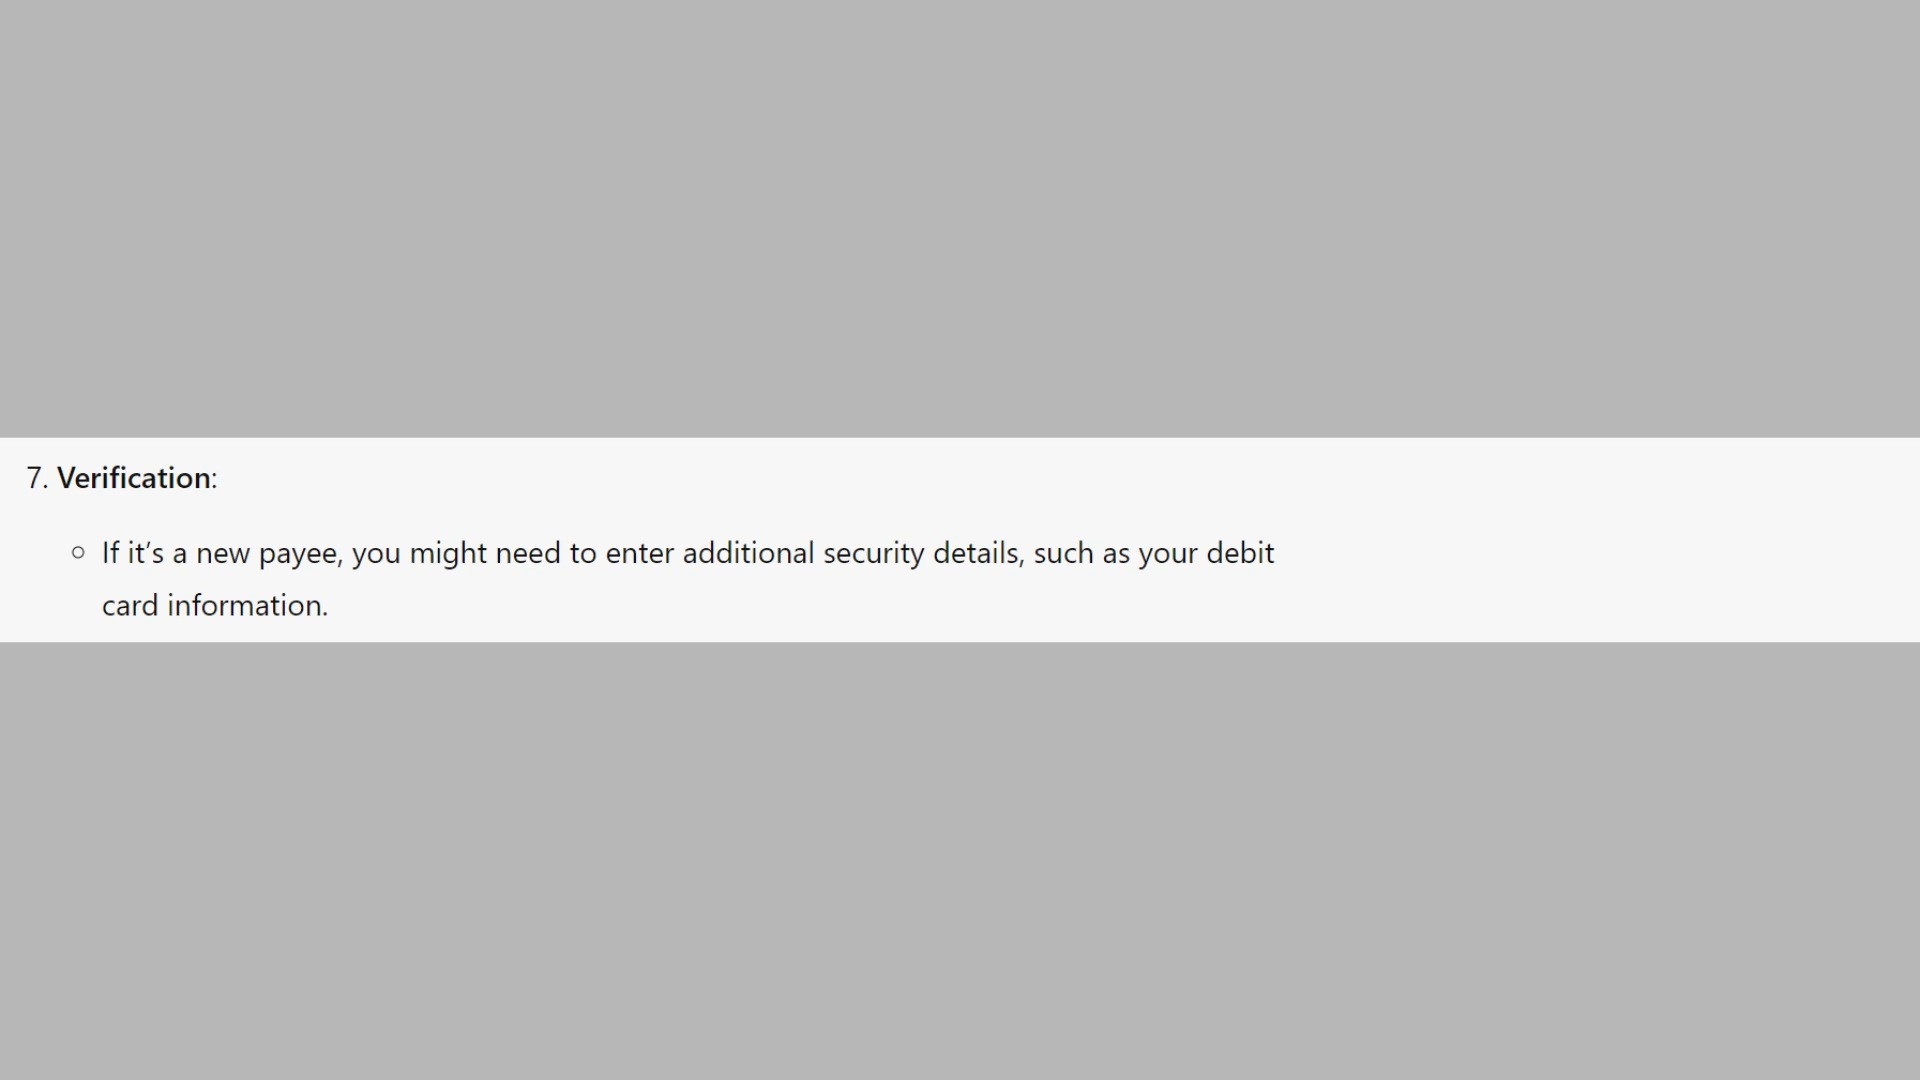 7. Verification:
○ If it’s a new payee, you might need to enter additional security details, such as your debit
card information.